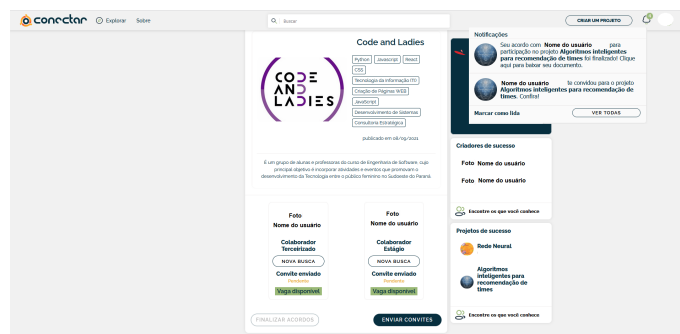 conectar
Explorar
Sobre
Buscar
CRIAR UM PROJETO
Notificações
Seu acordo com Nome do usuário para
participação no projeto Algoritmos inteligentes
para recomendação de times foi finalizado! Clique
aqui para baixar seu documento.
Nome do usuário te convidou para o projeto
Algoritmos inteligentes para recomendação de
times. Confira!
Marcar como lida
VER TODAS
CODE
AND
LADIES
Code and Ladies
Python
Javascript
React
CSS
Tecnologia da Informação (TI)
Criação de Páginas WEB
JavaScript
Desenvolvimento de Sistemas
Consultoria Estratégica
publicado em 08/09/2021
É um grupo de alunas e professoras do curso de Engenharia de Software, cujo
principal objetivo é incorporar atividades e eventos que promovam o
desenvolvimento da Tecnologia entre o público feminino no Sudoeste do Paraná.
Foto
Nome do usuário
Colaborador
Terceirizado
NOVA BUSCA
Convite enviado
Pendente
Vaga disponível
Foto
Nome do usuário
Colaborador
Estágio
NOVA BUSCA
Convite enviado
Pendente
Vaga disponível
FINALIZAR ACORDOS
ENVIAR CONVITES
Criadores de sucesso
Foto Nome do usuário
Foto Nome do usuário
Encontre os que você conhece
Projetos de sucesso
Rede Neural
Algoritmos
inteligentes para
recomendação de
times
Encontre os que você conhece